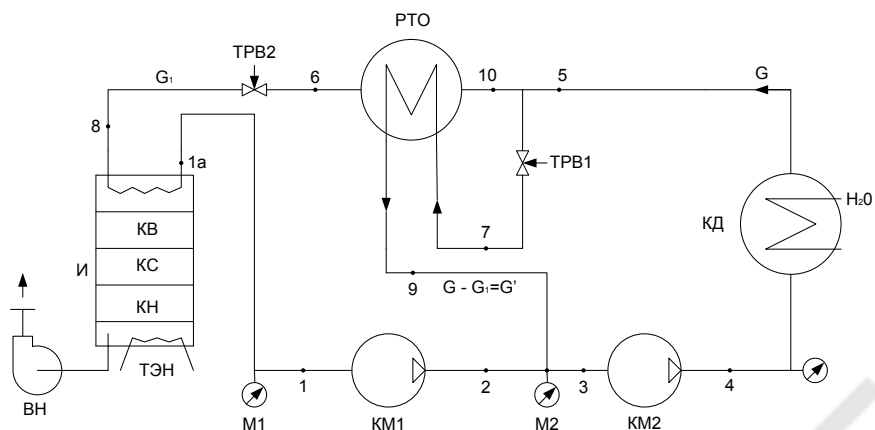 РТО
ТРВ2
G₁
6
10
5
G
8
1а
ТРВ1
H₂0
КВ
КД
И
КС
7
9
G - G₁=G’
КН
ТЭН
1
2
3
4
ВН
М1
КМ1
М2
КМ2